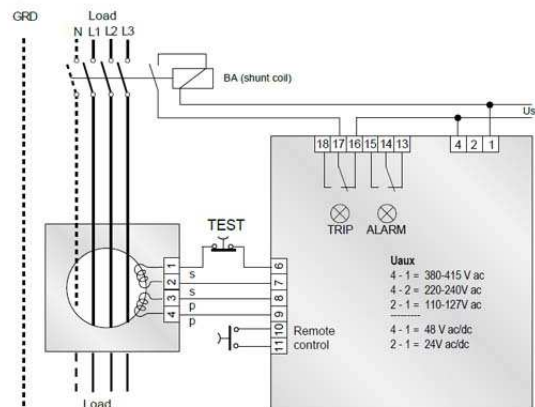 GRD
Load
N L1 L2 L3
BA (shunt coil)
Us
18 17 16 15 14 13
4 2 1
TRIP ALARM
TEST
1
2
3
4
s
s
p
p
6
7
8
9
10
11
Remote
control
Uaux
4 - 1 = 380-415 V ac
4 - 2 = 220-240V ac
2 - 1 = 110-127V ac
----------
4 - 1 = 48 V ac/dc
2 - 1 = 24V ac/dc
Load